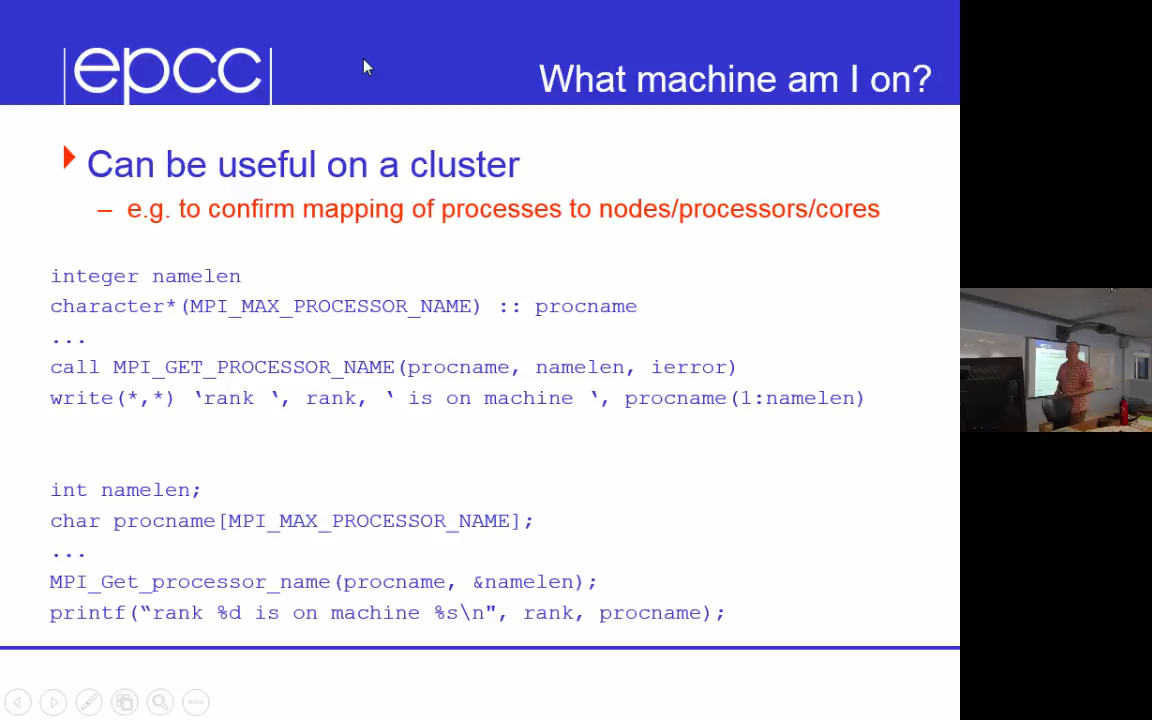 epcc
What machine am I on?
Can be useful on a cluster
– e.g. to confirm mapping of processes to nodes/processors/cores
integer namelen
character*(MPI_MAX_PROCESSOR_NAME) :: procname
...
call MPI_GET_PROCESSOR_NAME(procname, namelen, ierror)
write(*,*) ‘rank ‘, rank, ‘ is on machine ‘, procname(1:namelen)
int namelen;
char procname[MPI_MAX_PROCESSOR_NAME];
...
MPI_Get_processor_name(procname, &namelen);
printf(“rank %d is on machine %s\n", rank, procname);